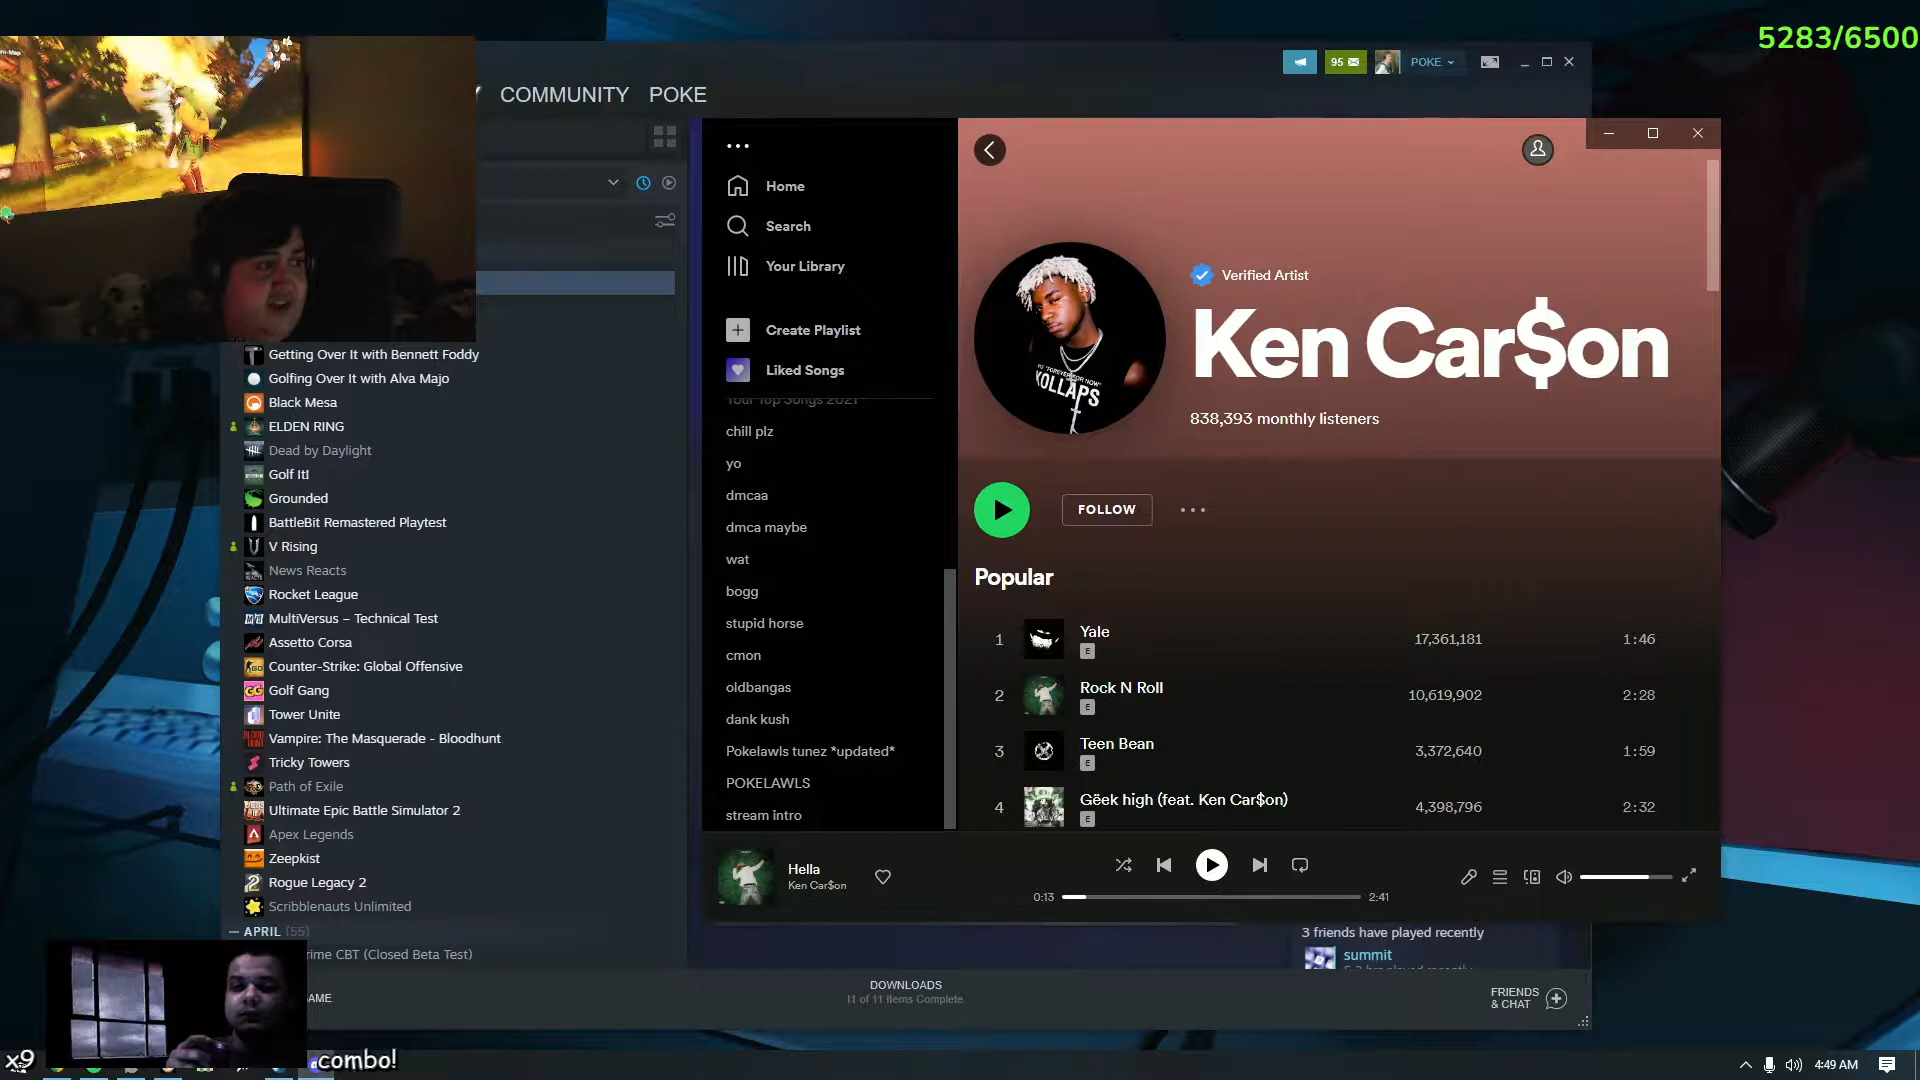 5283/6500
95
POKE
COMMUNITY
POKE
Home
Search
Your Library
Create Playlist
Liked Songs
Your Top Songs 2021
chill plz
yo
dmcaa
dmca maybe
wat
bogg
stupid horse
cmon
oldbangas
dank kush
Pokelawls tunez *updated*
POKELAWLS
stream intro
Verified Artist
Ken Car$on
838,393 monthly listeners
FOLLOW
Popular
1
Yale
E
17,361,181
1:46
2
Rock N Roll
E
10,619,902
2:28
3
Teen Bean
E
3,372,640
1:59
4
Gëek high (feat. Ken Car$on)
E
4,398,796
2:32
Hella
Ken Car$on
0:13
2:41
KOLLAPS
Getting Over It with Bennett Foddy
Golfing Over It with Alva Majo
Black Mesa
ELDEN RING
Dead by Daylight
Golf It!
Grounded
BattleBit Remastered Playtest
V Rising
News Reacts
Rocket League
MultiVersus – Technical Test
Assetto Corsa
Counter-Strike: Global Offensive
Golf Gang
Tower Unite
Vampire: The Masquerade - Bloodhunt
Tricky Towers
Path of Exile
Ultimate Epic Battle Simulator 2
Apex Legends
Zeepkist
Rogue Legacy 2
Scribblenauts Unlimited
— APRIL (55)
rime CBT (Closed Beta Test)
AME
DOWNLOADS
11 of 11 Items Complete
3 friends have played recently
summit
FRIENDS
& CHAT
x9
combo!
4:49 AM